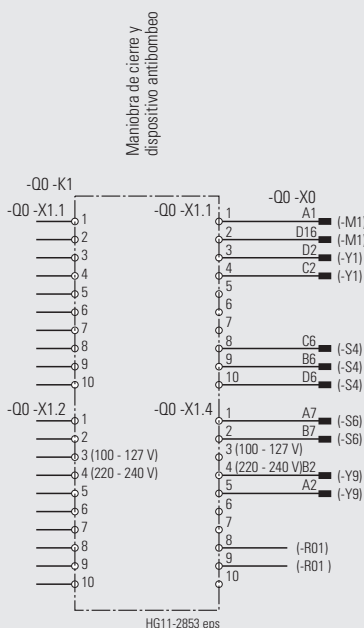 Maniobra de cierre y
dispositivo antibombeo
-Q0 -K1
-Q0 -X0
-Q0 -X1.1
-Q0 -X1.1
1 1 A1 (-M1)
2 2 D16 (-M1)
3 3 D2 (-Y1)
4 4 C2 (-Y1)
5 5
6 6
7 7
8 8 C6 (-S4)
9 9 B6 (-S4)
10 10 D6 (-S4)
-Q0 -X1.2
-Q0 -X1.4
1 1 A7 (-S6)
2 2 B7 (-S6)
3 (100 - 127 V) 3 (100 - 127 V)
4 (220 - 240 V) 4 (220 - 240 V) B2 (-Y9)
5 5 A2 (-Y9)
6 6
7 7
8 8 (-R01)
9 9 (-R01 )
10 10
HG11-2853 eps